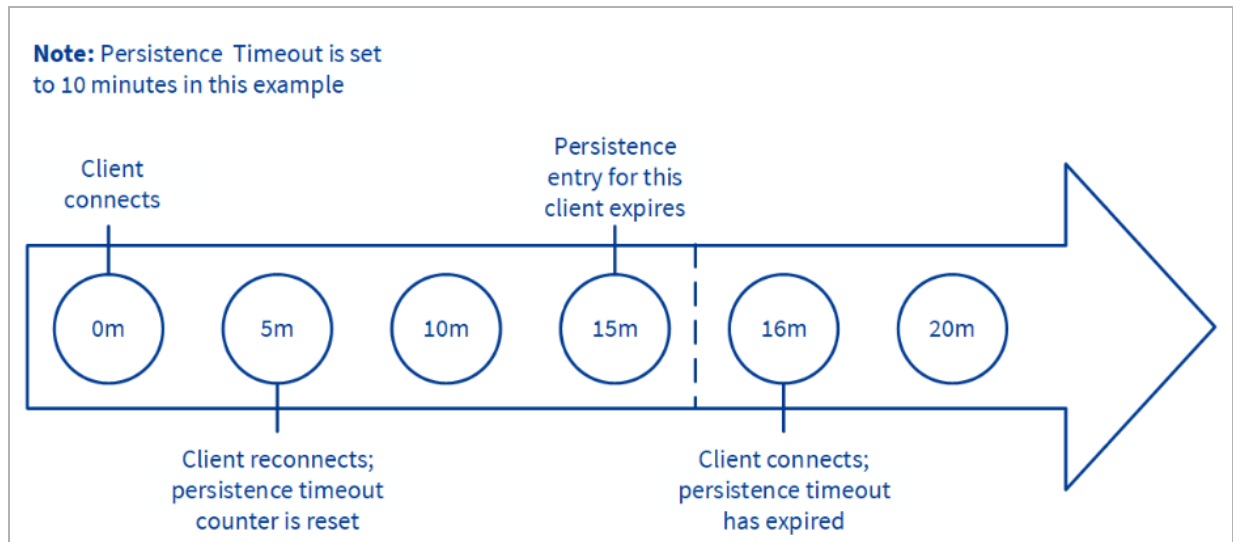 Note: Persistence Timeout is set
to 10 minutes in this example
Client
connects
Persistence
entry for this
client expires
0m
5m
10m
15m
16m
20m
Client reconnects;
persistence timeout
counter is reset
Client connects;
persistence timeout
has expired